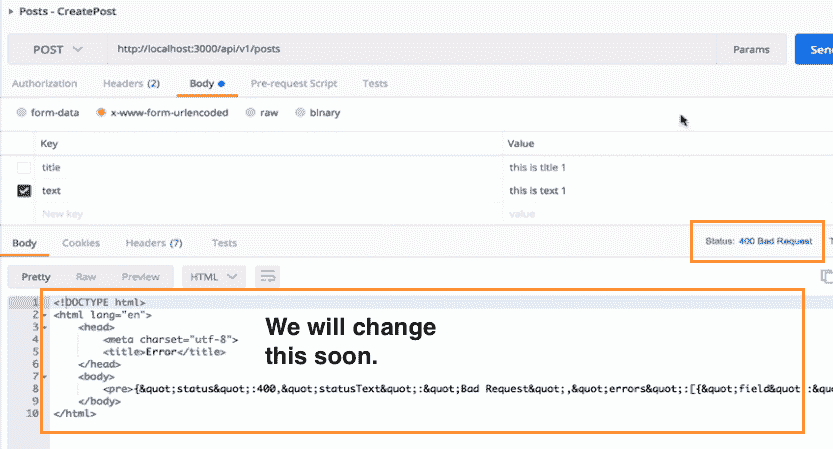 Posts - CreatePost
POST http://localhost:3000/api/v1/posts Params Send
Authorization Headers (2) Body Pre-request Script Tests
form-data x-www-form-urlencoded raw binary
Key Value
title this is title 1
text this is text 1
New key value
Body Cookies Headers (7) Tests Status: 400 Bad Request T
Pretty Raw Preview HTML
1 <!DOCTYPE html>
2 <html lang="en">
3 <head>
4 <meta charset="utf-8">
5 <title>Error</title>
6 </head>
7 <body>
8 <pre>{&quot;status&quot;:400,&quot;statusText&quot;:&quot;Bad Request&quot;,&quot;errors&quot;:[{&quot;field&quot;:&qu
9 </body>
10 </html>
We will change
this soon.